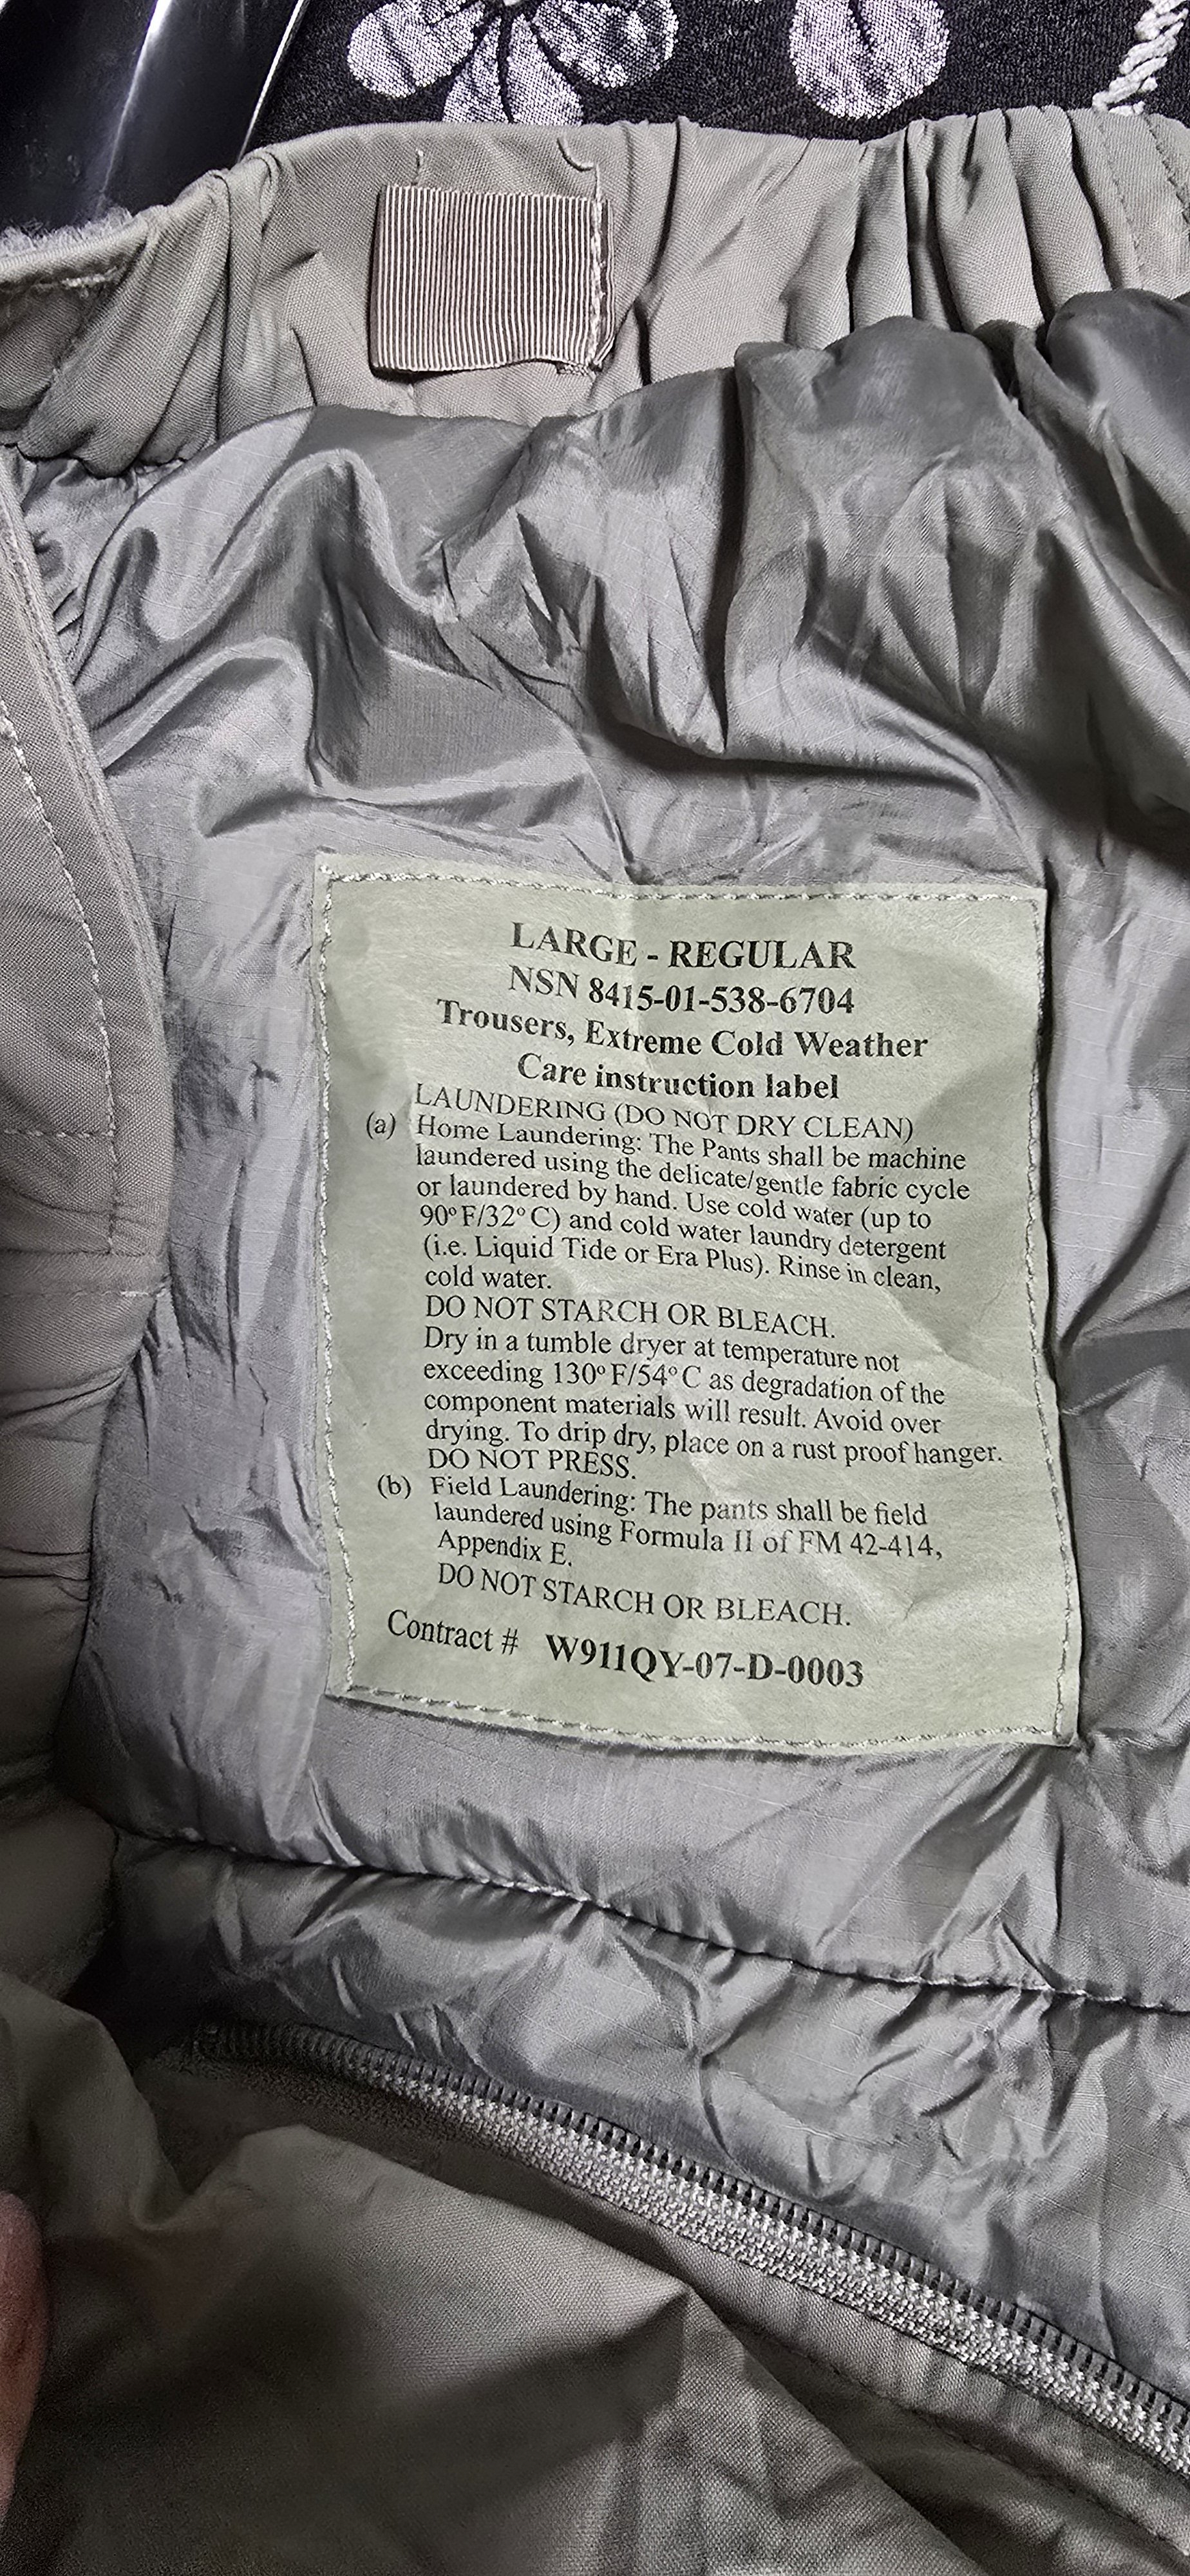 LARGE - REGULAR
NSN 8415-01-538-6704
Trousers, Extreme Cold Weather
Care instruction label
LAUNDERING (DO NOT DRY CLEAN)
(a) Home Laundering: The Pants shall be machine
laundered using the delicate/gentle fabric cycle
or laundered by hand. Use cold water (up to
90° F/32° C) and cold water laundry detergent
(i.e. Liquid Tide or Era Plus). Rinse in clean,
cold water.
DO NOT STARCH OR BLEACH.
Dry in a tumble dryer at temperature not
exceeding 130° F/54° C as degradation of the
component materials will result. Avoid over
drying. To drip dry, place on a rust proof hanger.
DO NOT PRESS.
(b) Field Laundering: The pants shall be field
laundered using Formula II of FM 42-414,
Appendix E.
DO NOT STARCH OR BLEACH.
Contract # W911QY-07-D-0003